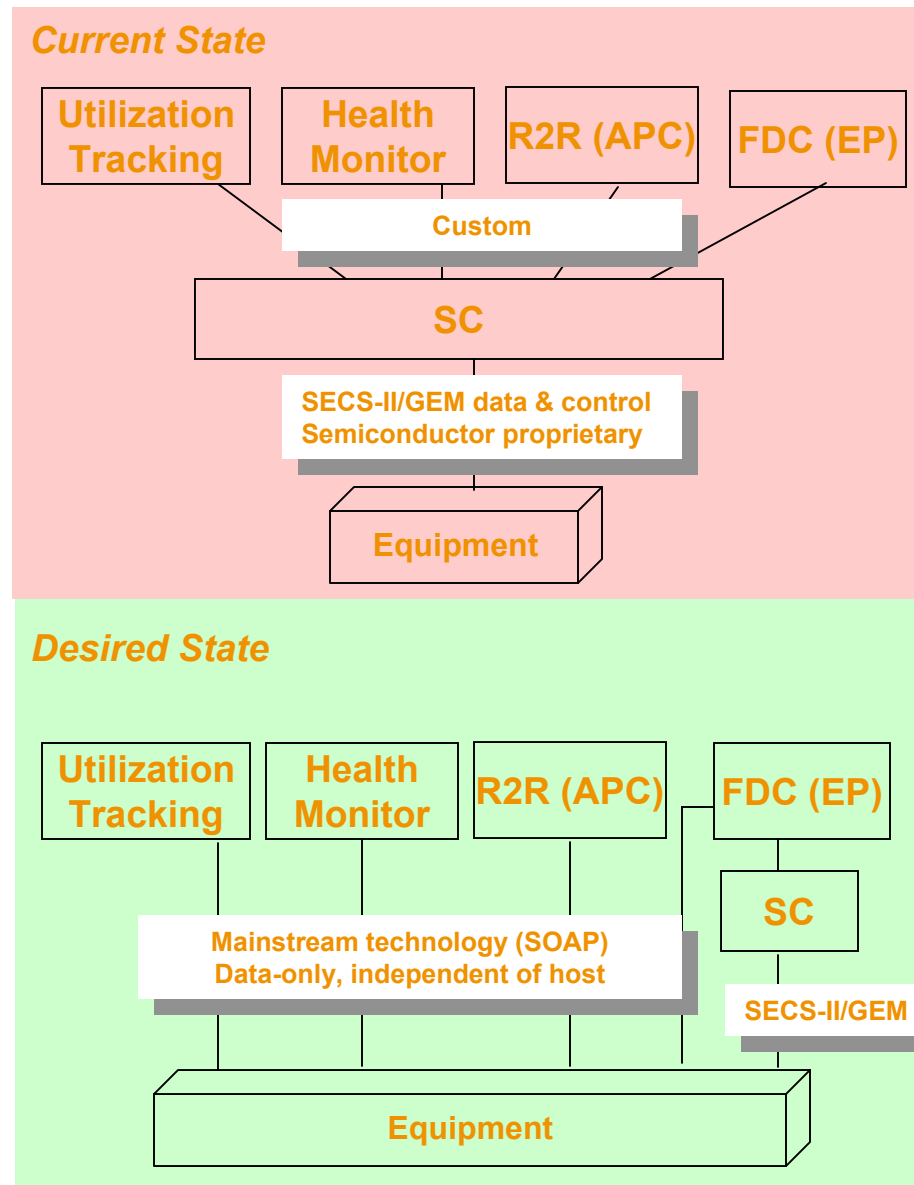 Current State
Utilization
Tracking
Health
Monitor
R2R (APC)
FDC (EP)
Custom
SC
SECS-II/GEM data & control
Semiconductor proprietary
Equipment
Desired State
Utilization
Tracking
Health
Monitor
R2R (APC)
FDC (EP)
SC
Mainstream technology (SOAP)
Data-only, independent of host
SECS-II/GEM
Equipment